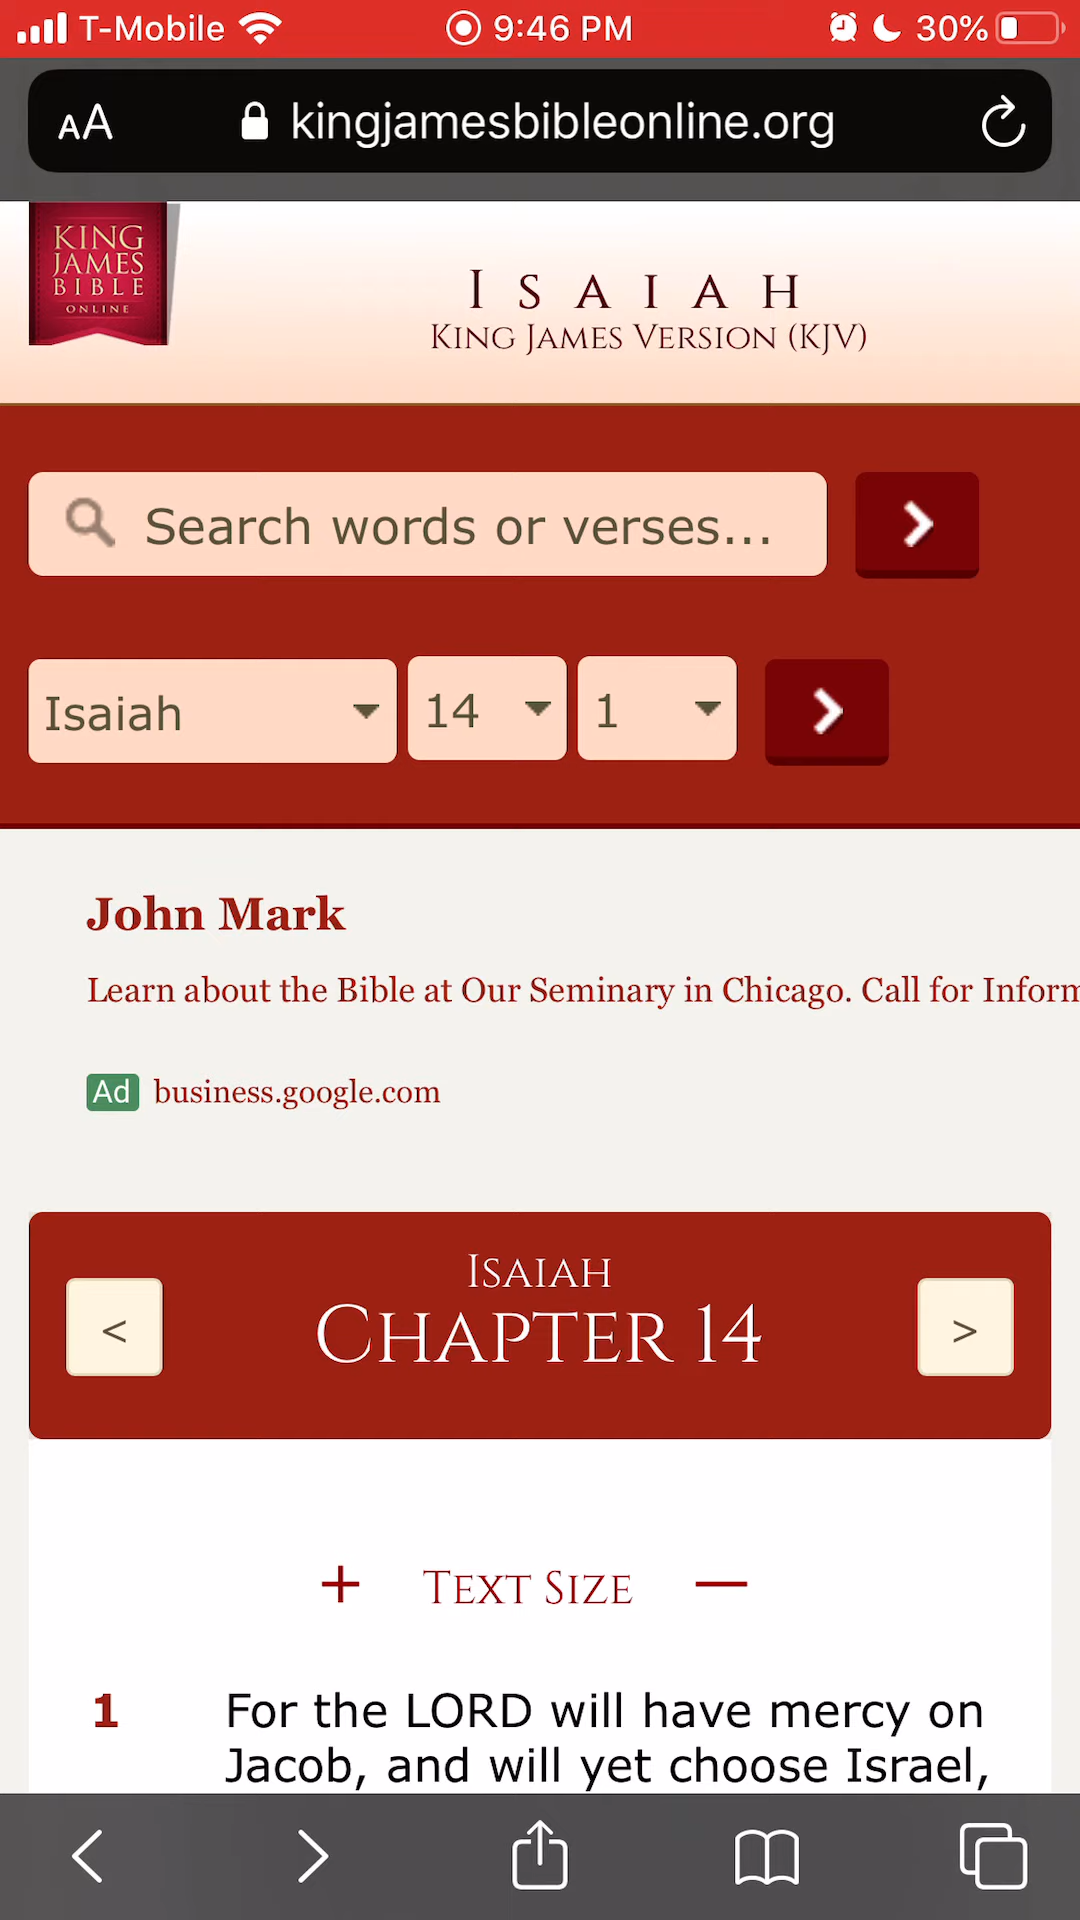 T-Mobile 9:46 PM 30%
AA kingjamesbibleonline.org
KING
JAMES
BIBLE
ONLINE
ISAIAH
KING JAMES VERSION (KJV)
Search words or verses...
Isaiah 14 1
John Mark
Learn about the Bible at Our Seminary in Chicago. Call for Inform
Ad business.google.com
ISAIAH
< CHAPTER 14 >
+ TEXT SIZE —
1 For the LORD will have mercy on
Jacob, and will yet choose Israel,